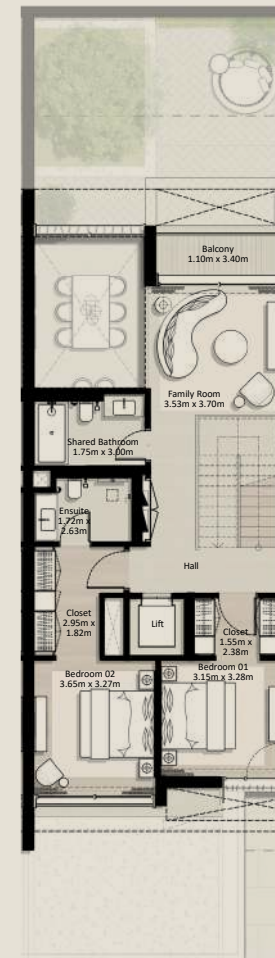 Balcony
1.10m x 3.40m
Family Room
3.53m x 3.70m
Shared Bathroom
1.75m x 3.00m
Ensuite
1.72m x
2.63m
Hall
Closet
2.95m x
1.82m
Lift
Closet
1.55m x
2.38m
Bedroom 02
3.65m x 3.27m
Bedroom 01
3.15m x 3.28m